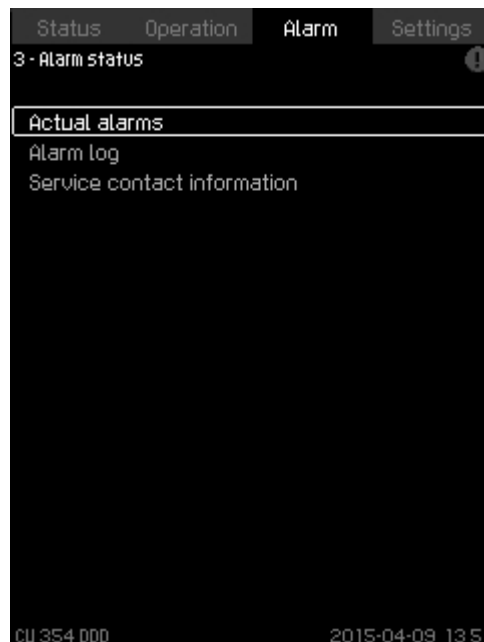 Status Operation Alarm Settings
3 - Alarm status
Actual alarms
Alarm log
Service contact information
CU 354 DDD 2015-04-09 13:5